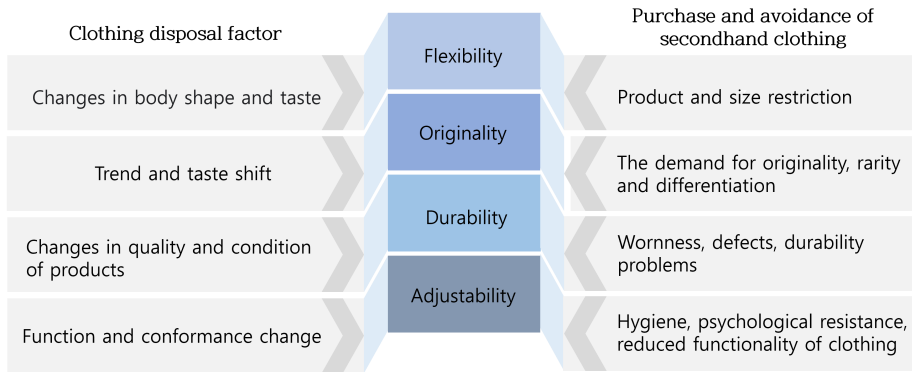 Clothing disposal factor
Changes in body shape and taste
Trend and taste shift
Changes in quality and condition
of products
Function and conformance change
Flexibility
Originality
Durability
Adjustability
Purchase and avoidance of
secondhand clothing
Product and size restriction
The demand for originality, rarity
and differentiation
Wornness, defects, durability
problems
Hygiene, psychological resistance,
reduced functionality of clothing